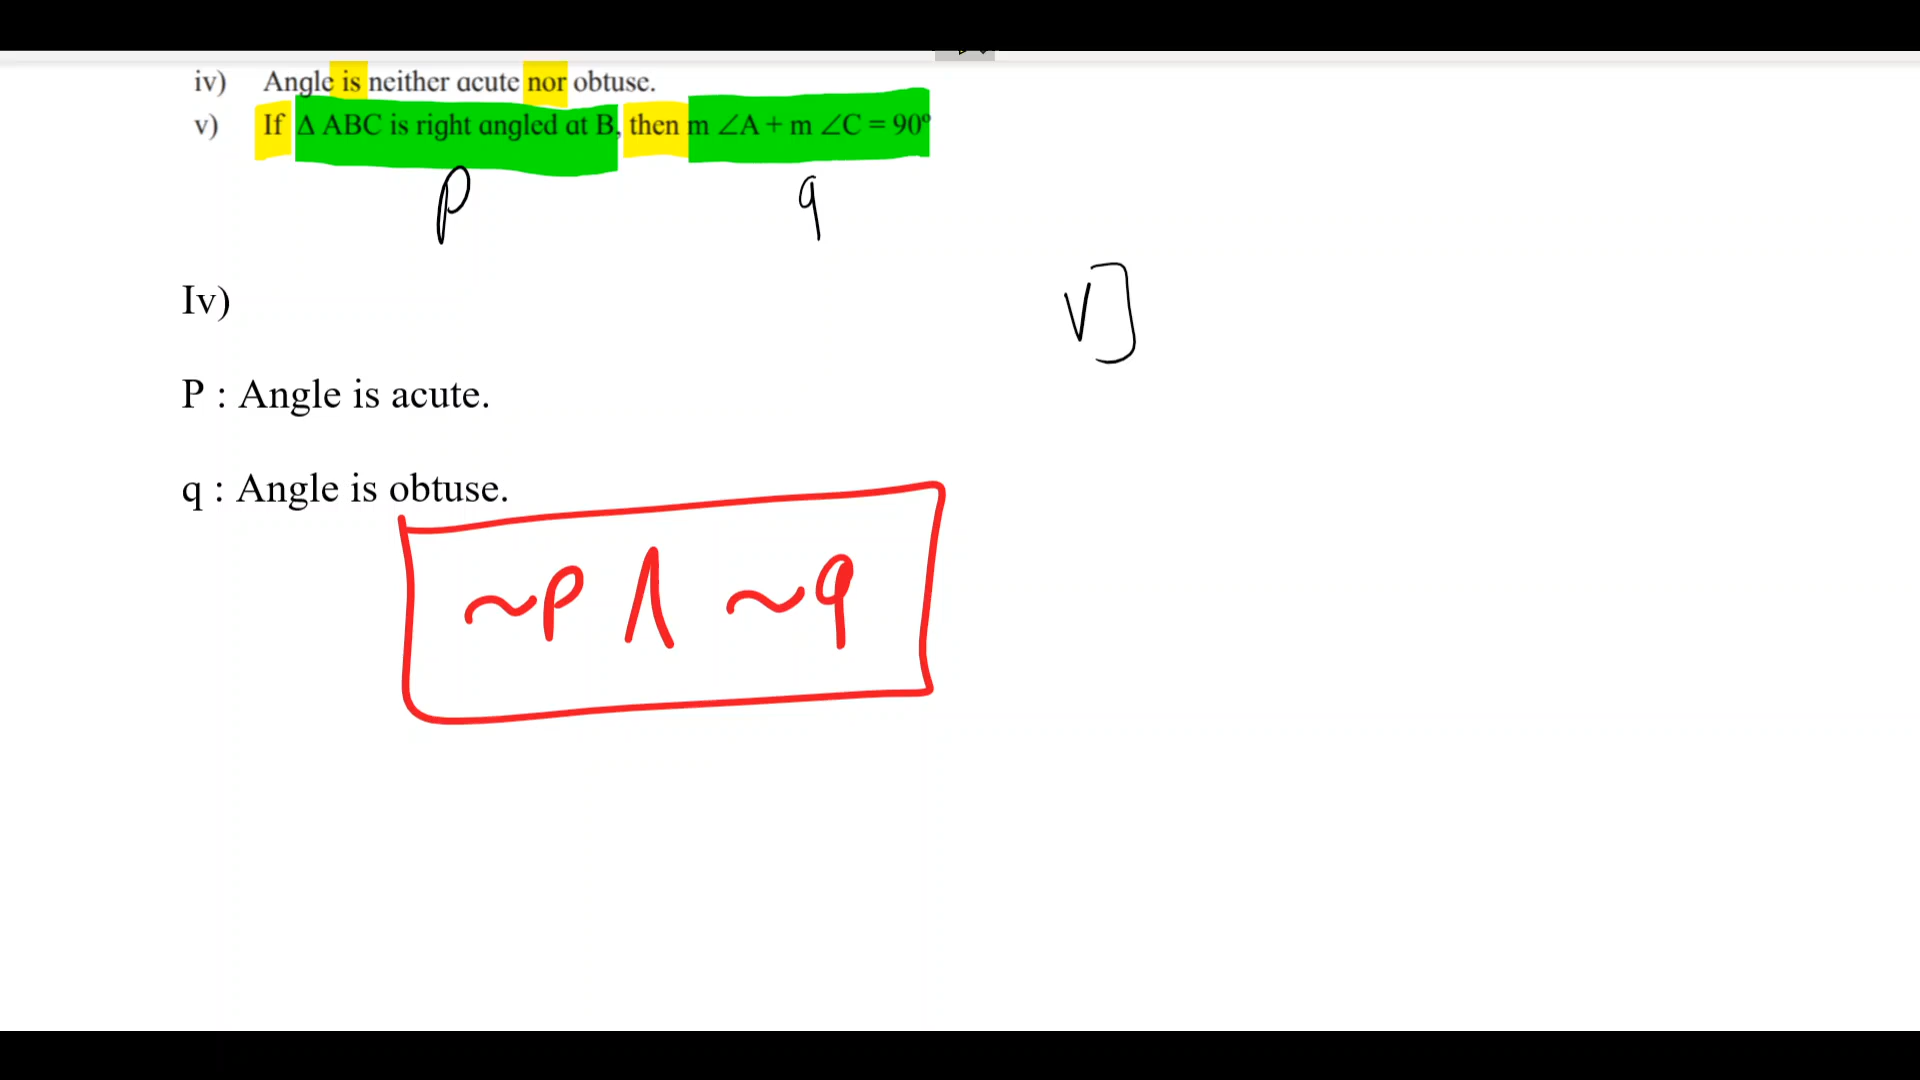 iv) Angle is neither acute nor obtuse.
v) If Δ ABC is right angled at B, then m ∠A + m ∠C = 90º
p q
Iv)
v]
P : Angle is acute.
q : Angle is obtuse.
~p ∧ ~q